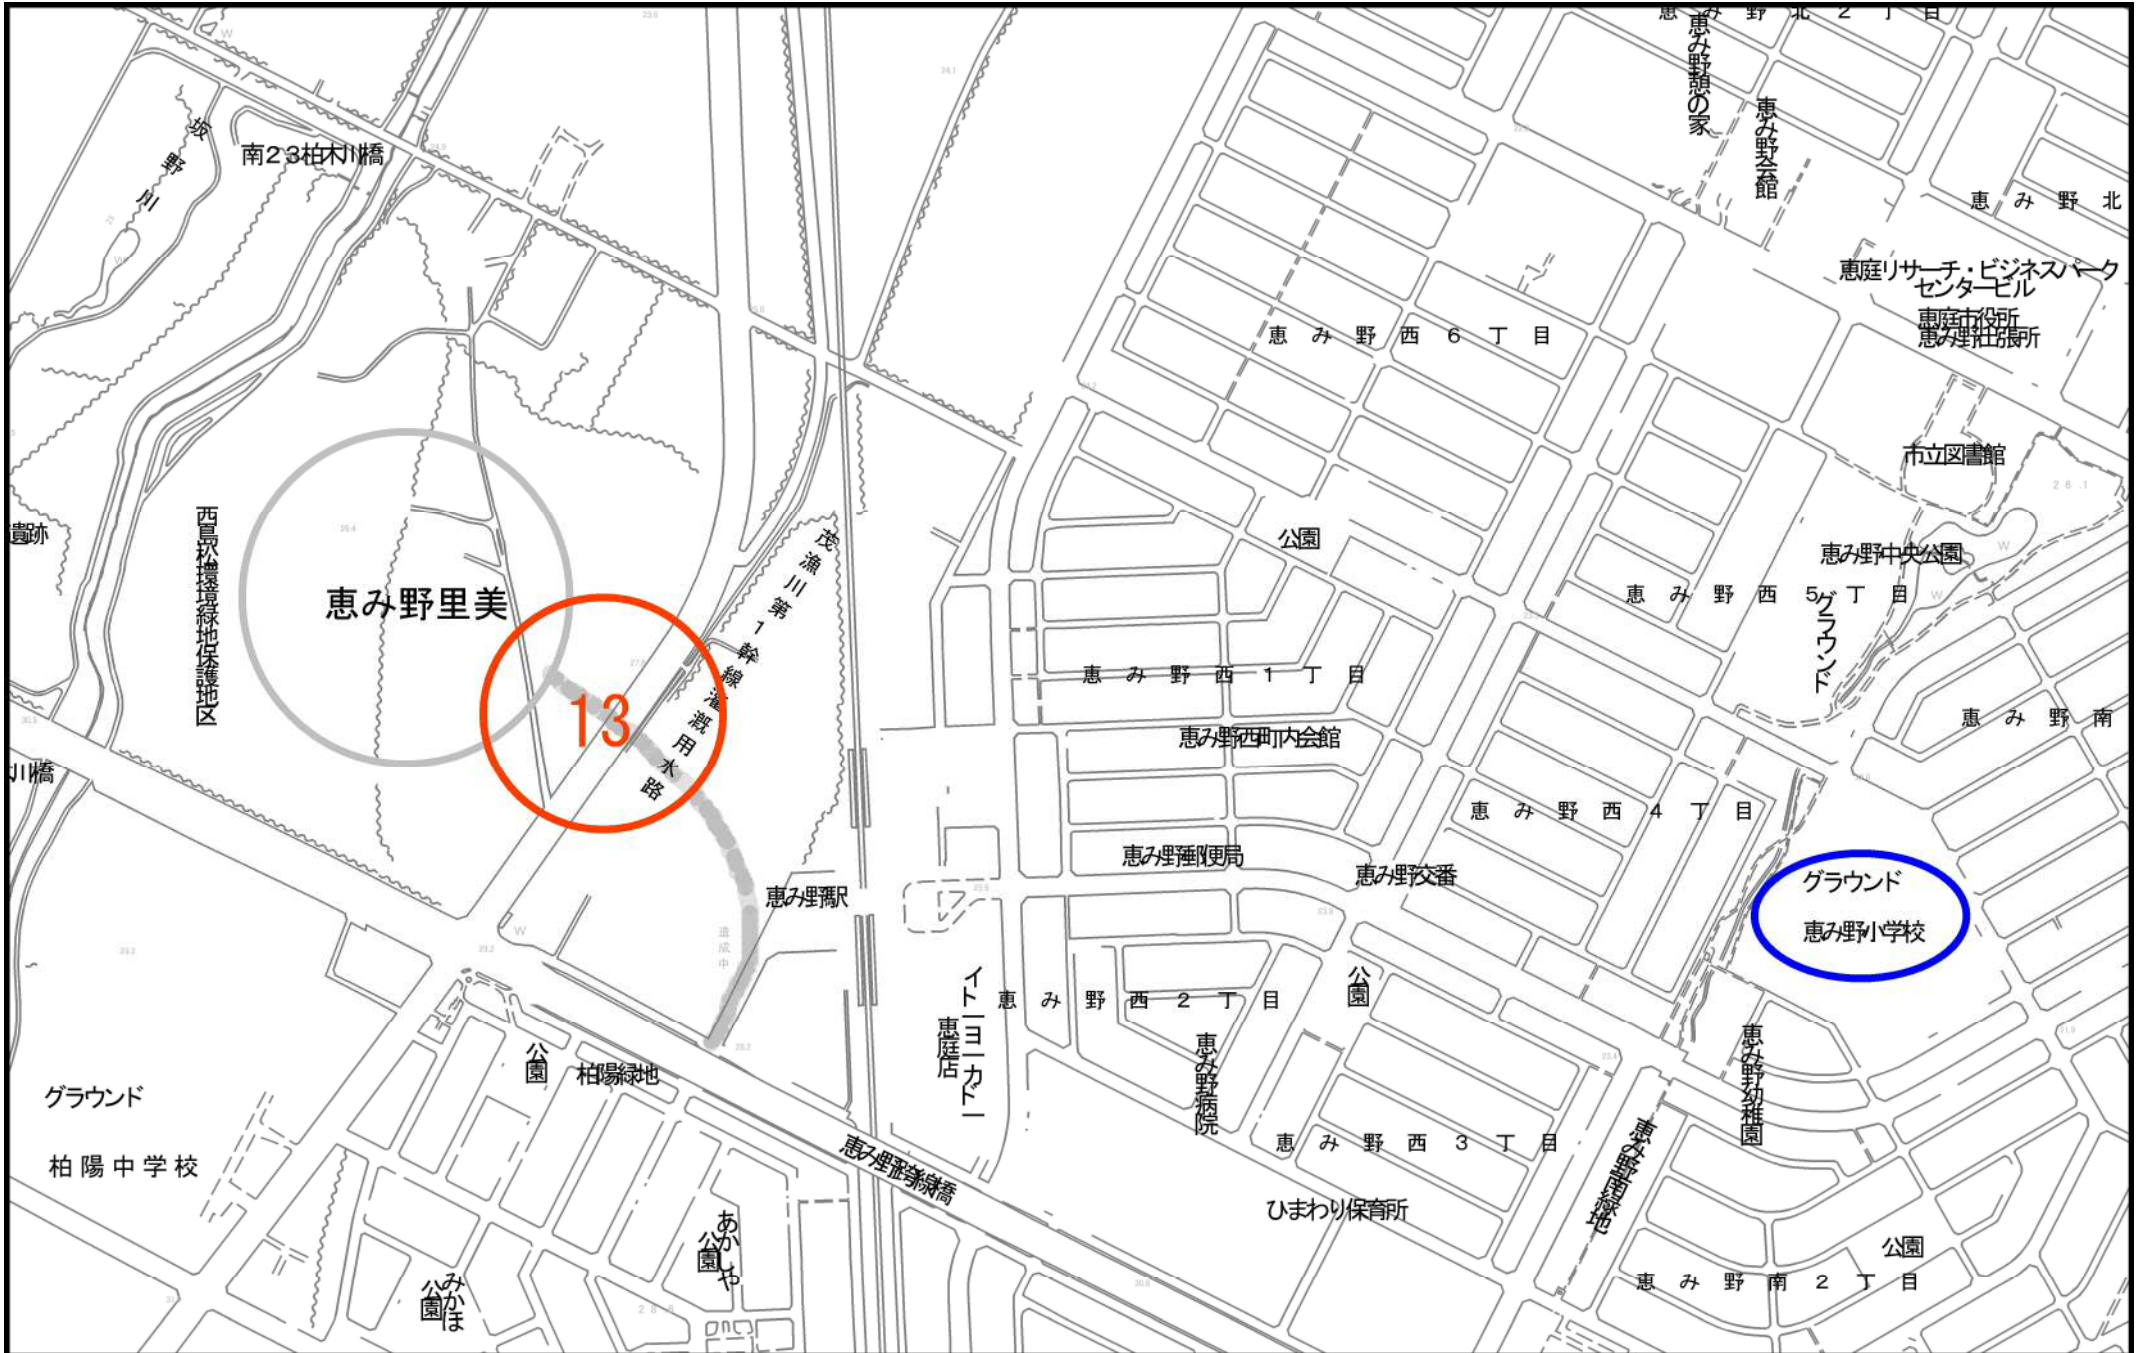 恵み野北2丁目
恵み野憩の家
恵み野会館
恵み野北
坂野川
南23柏木川橋
恵庭リサーチ・ビジネスパーク
センタービル
恵庭市役所
恵み野出張所
恵み野西6丁目
市立図書館
26.1
遺跡
西島松環境緑地保護地区
恵み野里美
茂漁川第1幹線灌漑用水路
公園
恵み野中央公園
恵み野西5丁目
グラウンド
恵み野西1丁目
恵み野南
13
恵み野西町内会館
川橋
恵み野西4丁目
恵み野郵便局
恵み野交番
グラウンド
恵み野小学校
恵み野駅
造成中
イトーヨーカドー
恵庭店
恵み野西2丁目
公園
恵み野病院
恵み野幼稚園
公園
柏陽緑地
グラウンド
柏陽中学校
恵み野跨線橋
恵み野西3丁目
恵み野南緑地
ひまわり保育所
あかしや
公園
みかほ
公園
公園
恵み野南2丁目